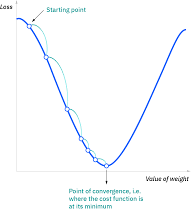 Loss
Starting point
Value of weight
Point of convergence, i.e.
where the cost function is
at its minimum